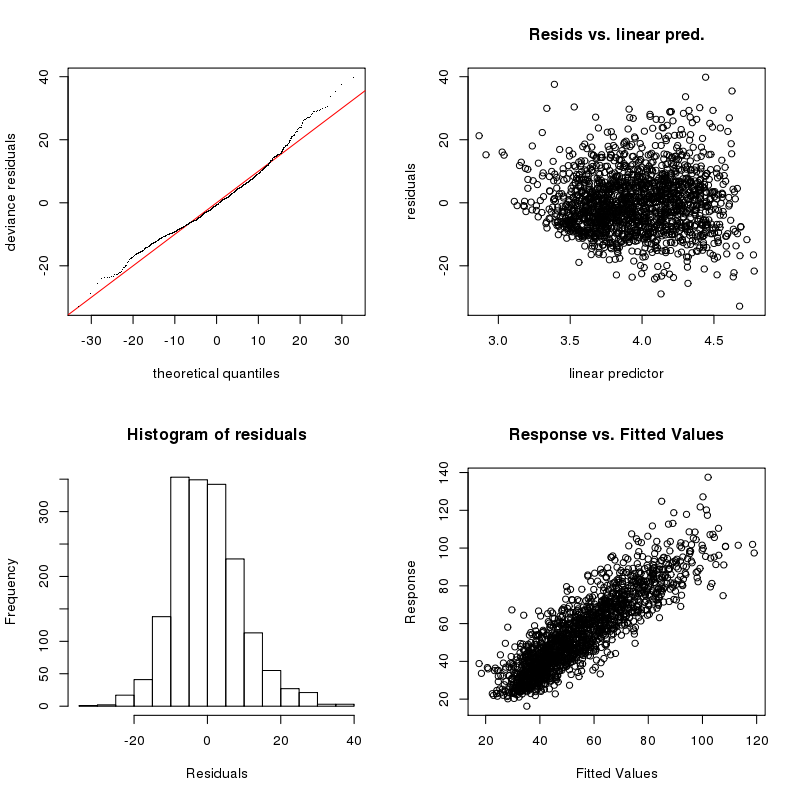 deviance residuals
40
20
0
-20
-30 -20 -10 0 10 20 30
theoretical quantiles
Resids vs. linear pred.
residuals
40
20
0
-20
3.0 3.5 4.0 4.5
linear predictor
Histogram of residuals
Frequency
300
200
100
50
0
-20 0 20 40
Residuals
Response vs. Fitted Values
Response
140
120
100
80
60
40
20
20 40 60 80 100 120
Fitted Values